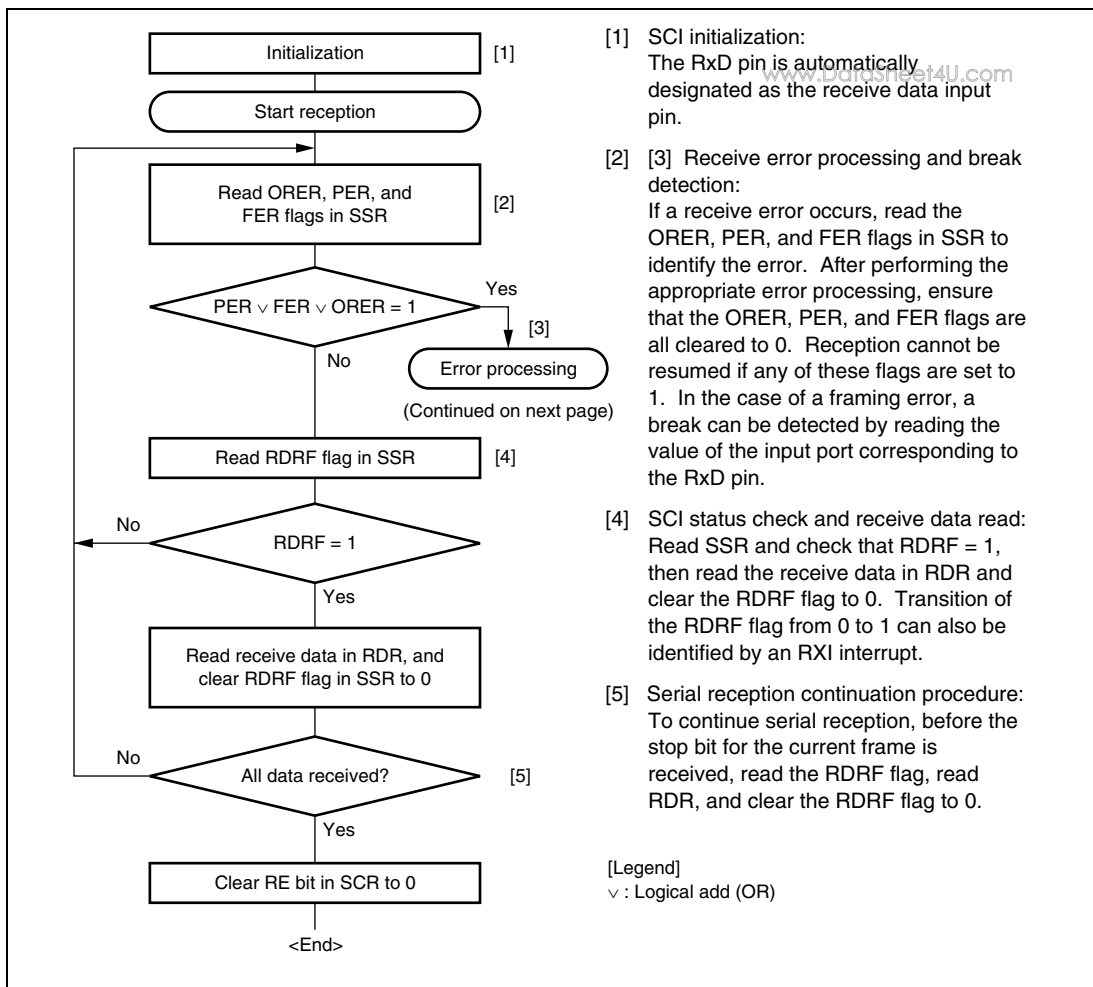 Initialization
[1]
Start reception
Read ORER, PER, and
FER flags in SSR
[2]
PER ∨ FER ∨ ORER = 1
Yes
[3]
No
Error processing
(Continued on next page)
Read RDRF flag in SSR
[4]
No
RDRF = 1
Yes
Read receive data in RDR, and
clear RDRF flag in SSR to 0
No
All data received?
[5]
Yes
Clear RE bit in SCR to 0
<End>
[1] SCI initialization:
The RxD pin is automatically
www.DataSheet4U.com
designated as the receive data input
pin.
[2] [3] Receive error processing and break
detection:
If a receive error occurs, read the
ORER, PER, and FER flags in SSR to
identify the error. After performing the
appropriate error processing, ensure
that the ORER, PER, and FER flags are
all cleared to 0. Reception cannot be
resumed if any of these flags are set to
1. In the case of a framing error, a
break can be detected by reading the
value of the input port corresponding to
the RxD pin.
[4] SCI status check and receive data read:
Read SSR and check that RDRF = 1,
then read the receive data in RDR and
clear the RDRF flag to 0. Transition of
the RDRF flag from 0 to 1 can also be
identified by an RXI interrupt.
[5] Serial reception continuation procedure:
To continue serial reception, before the
stop bit for the current frame is
received, read the RDRF flag, read
RDR, and clear the RDRF flag to 0.
[Legend]
∨ : Logical add (OR)